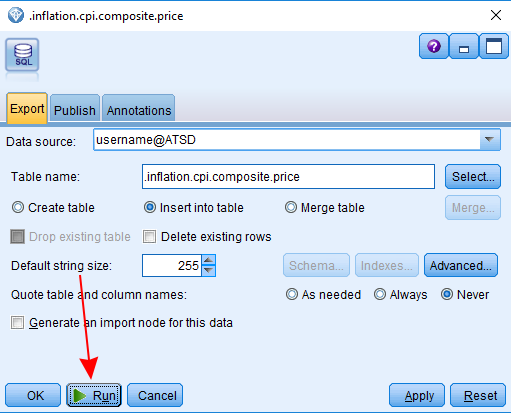 .inflation.cpi.composite.price
?
SQL
Export Publish Annotations
Data source: username@ATSD
Table name: .inflation.cpi.composite.price Select...
Create table Insert into table Merge table Merge...
Drop existing table Delete existing rows
Default string size: 255 Schema... Indexes... Advanced...
Quote table and column names: As needed Always Never
Generate an import node for this data
OK Run Cancel Apply Reset